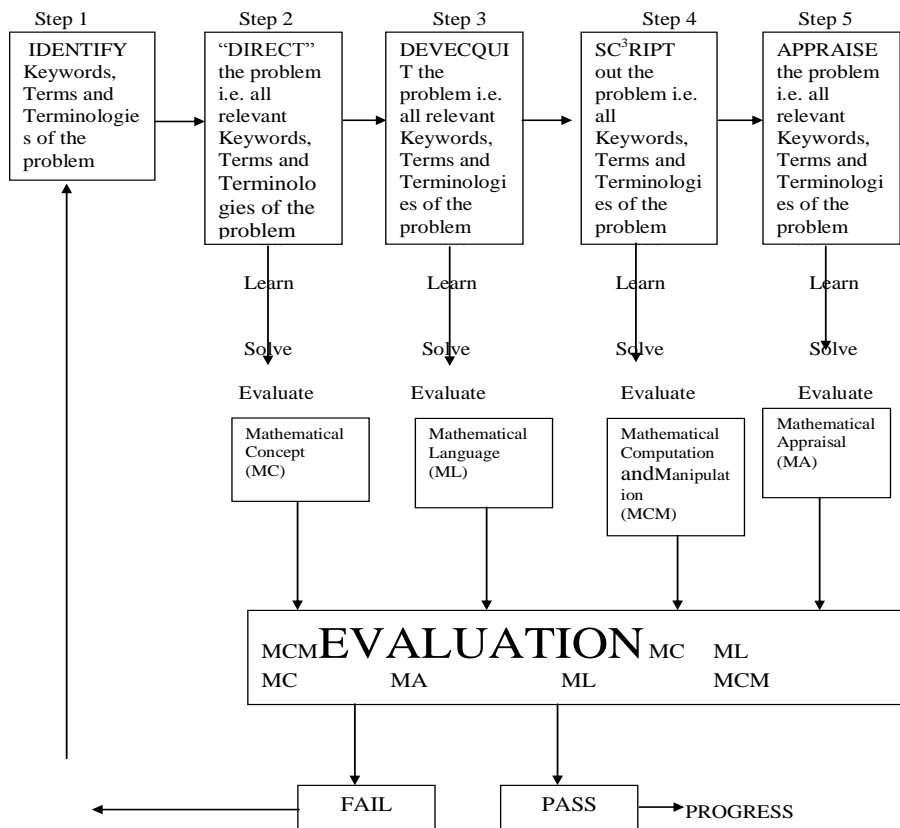 Step 1
Step 2
Step 3
Step 4
Step 5
IDENTIFY
Keywords,
Terms and
Terminologie
s of the
problem
“DIRECT”
the problem
i.e. all
relevant
Keywords,
Terms and
Terminolo
gies of the
problem
DEVECQUI
T the
problem i.e.
all relevant
Keywords,
Terms and
Terminologi
es of the
problem
SC³RIPT
out the
problem i.e.
all
Keywords,
Terms and
Terminologi
es of the
problem
APPRAISE
the problem
i.e. all
relevant
Keywords,
Terms and
Terminologi
es of the
problem
Learn
Learn
Learn
Learn
Solve
Solve
Solve
Solve
Evaluate
Evaluate
Evaluate
Evaluate
Mathematical
Concept
(MC)
Mathematical
Language
(ML)
Mathematical
Computation
andManipulat
ion
(MCM)
Mathematical
Appraisal
(MA)
MCMEVALUATION MC ML
MC MA ML MCM
FAIL
PASS
PROGRESS